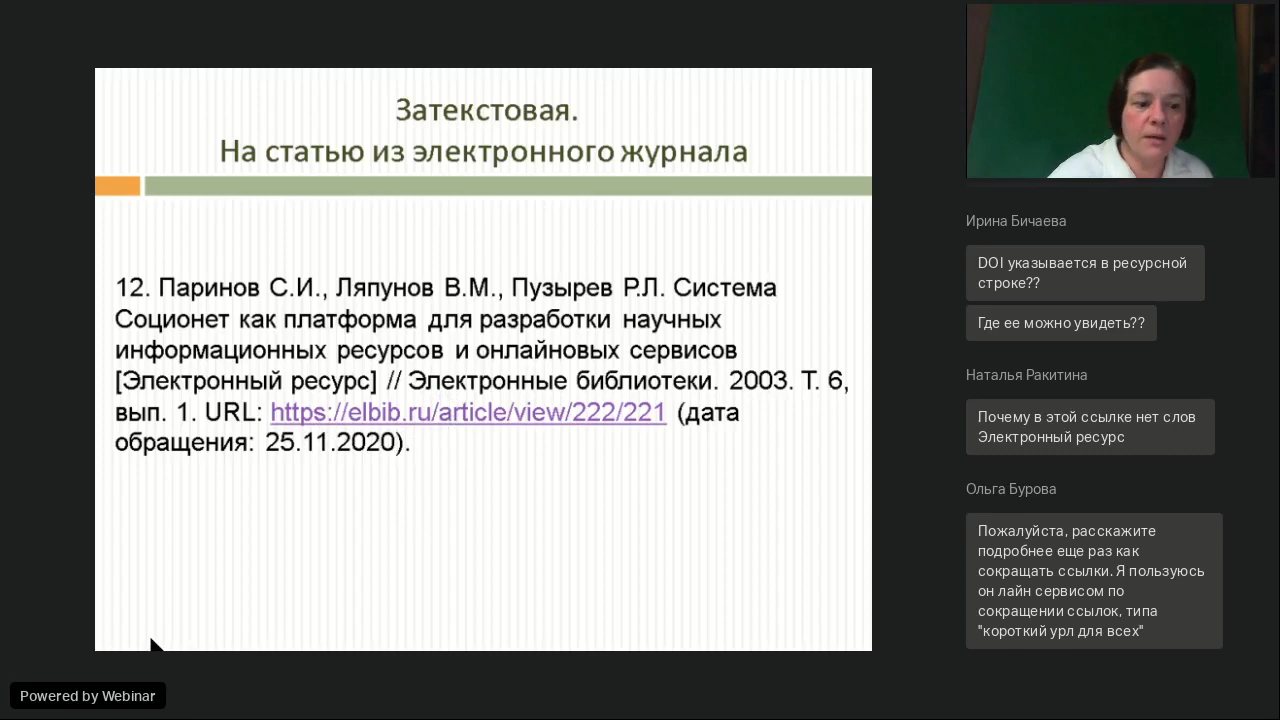 Затекстовая.
На статью из электронного журнала
12. Паринов С.И., Ляпунов В.М., Пузырев Р.Л. Система
Соционет как платформа для разработки научных
информационных ресурсов и онлайновых сервисов
[Электронный ресурс] // Электронные библиотеки. 2003. Т. 6,
вып. 1. URL: https://elbib.ru/article/view/222/221 (дата
обращения: 25.11.2020).
Ирина Бичаева
DOI указывается в ресурсной
строке??
Где ее можно увидеть??
Наталья Ракитина
Почему в этой ссылке нет слов
Электронный ресурс
Ольга Бурова
Пожалуйста, расскажите
подробнее еще раз как
сокращать ссылки. Я пользуюсь
он лайн сервисом по
сокращении ссылок, типа
"короткий урл для всех"
Powered by Webinar